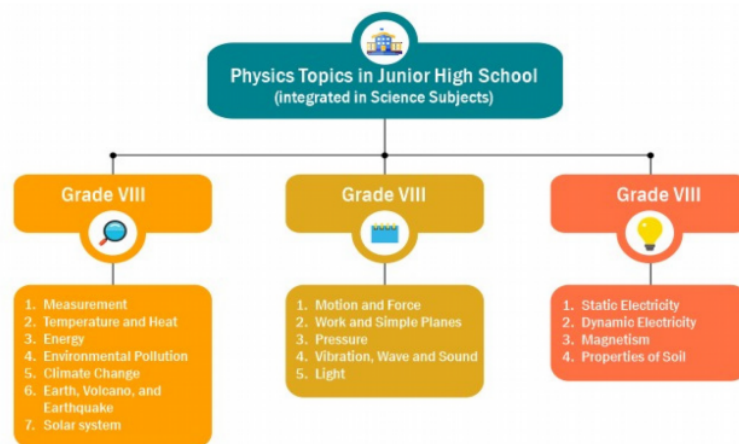 Physics Topics in Junior High School
(integrated in Science Subjects)
Grade VIII
1. Measurement
2. Temperature and Heat
3. Energy
4. Environmental Pollution
5. Climate Change
6. Earth, Volcano, and
Earthquake
7. Solar system
Grade VIII
1. Motion and Force
2. Work and Simple Planes
3. Pressure
4. Vibration, Wave and Sound
5. Light
Grade VIII
1. Static Electricity
2. Dynamic Electricity
3. Magnetism
4. Properties of Soil